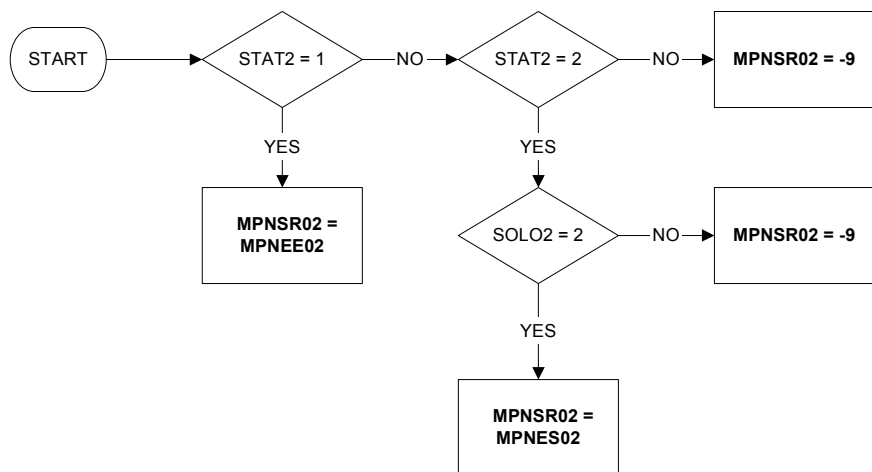 START
STAT2 = 1
NO
STAT2 = 2
NO
MPNSR02 = -9
YES
YES
MPNSR02 =
MPNEE02
SOLO2 = 2
NO
MPNSR02 = -9
YES
MPNSR02 =
MPNES02